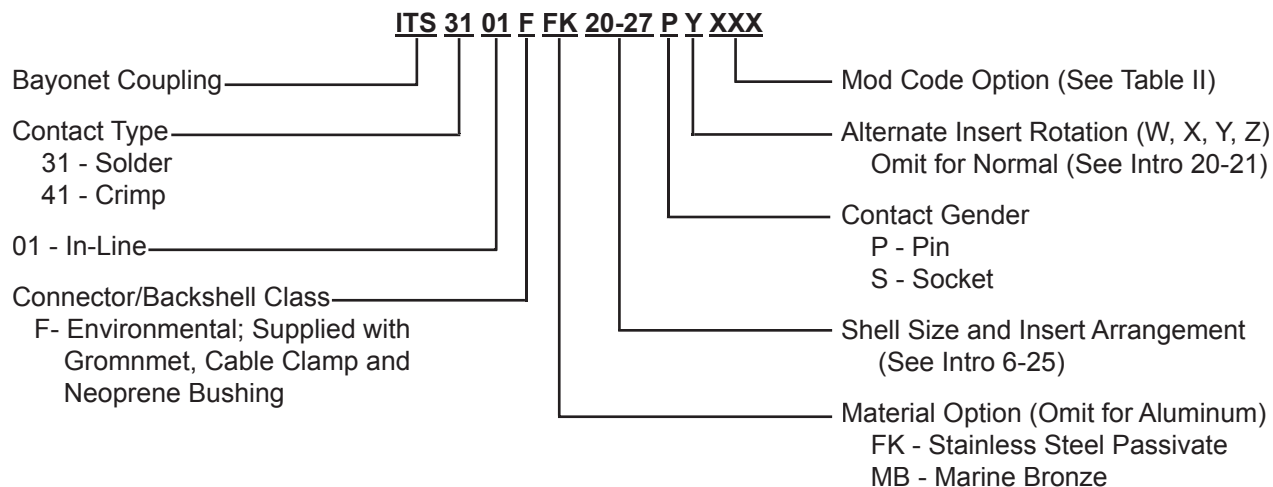 ITS 31 01 F FK 20-27 P Y XXX
Bayonet Coupling
Contact Type
31 - Solder
41 - Crimp
01 - In-Line
Connector/Backshell Class
F- Environmental; Supplied with
Gromnmet, Cable Clamp and
Neoprene Bushing
Mod Code Option (See Table II)
Alternate Insert Rotation (W, X, Y, Z)
Omit for Normal (See Intro 20-21)
Contact Gender
P - Pin
S - Socket
Shell Size and Insert Arrangement
(See Intro 6-25)
Material Option (Omit for Aluminum)
FK - Stainless Steel Passivate
MB - Marine Bronze